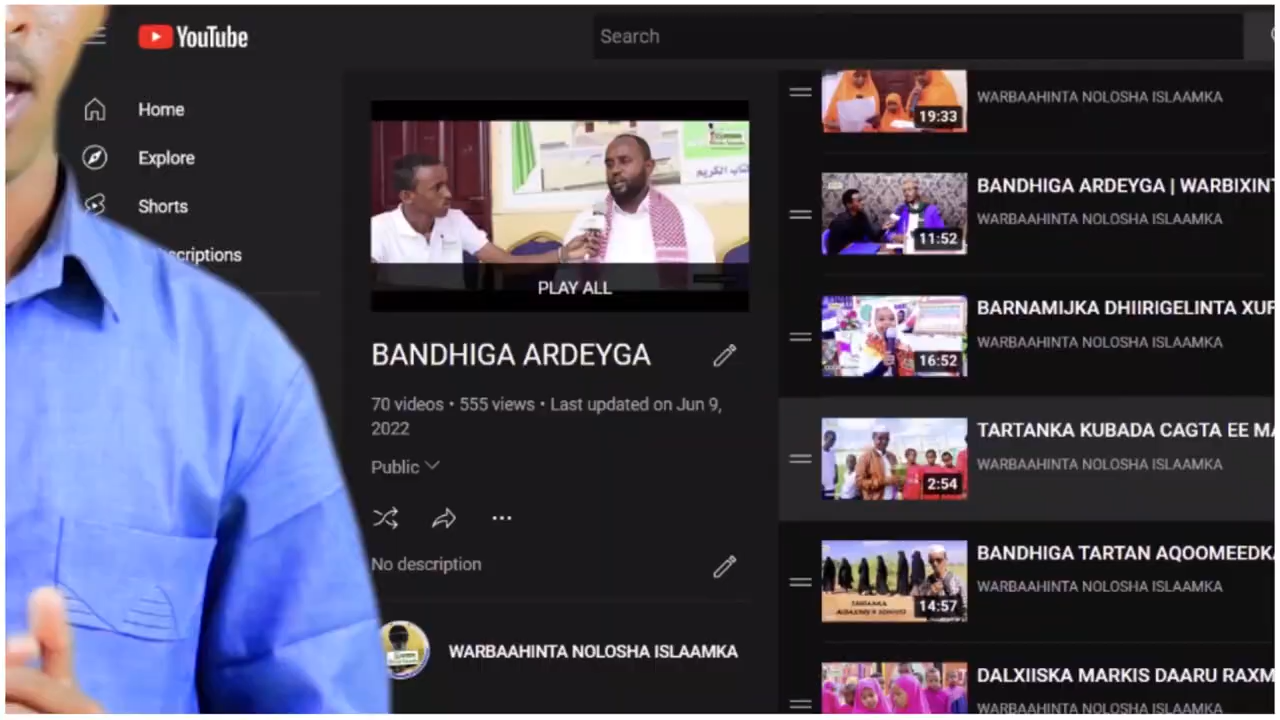 YouTube
Search
Home
Explore
Shorts
scriptions
PLAY ALL
BANDHIGA ARDEYGA
70 videos • 555 views • Last updated on Jun 9,
2022
Public
No description
WARBAAHINTA NOLOSHA ISLAAMKA
19:33
WARBAAHINTA NOLOSHA ISLAAMKA
11:52
BANDHIGA ARDEYGA | WARBIXINT
WARBAAHINTA NOLOSHA ISLAAMKA
16:52
BARNAMIJKA DHIIRIGELINTA XUF
WARBAAHINTA NOLOSHA ISLAAMKA
2:54
TARTANKA KUBADA CAGTA EE MA
WARBAAHINTA NOLOSHA ISLAAMKA
14:57
BANDHIGA TARTAN AQOOMEEDKA
WARBAAHINTA NOLOSHA ISLAAMKA
DALXIISKA MARKIS DAARU RAXM
WARBAAHINTA NOLOSHA ISLAAMKA